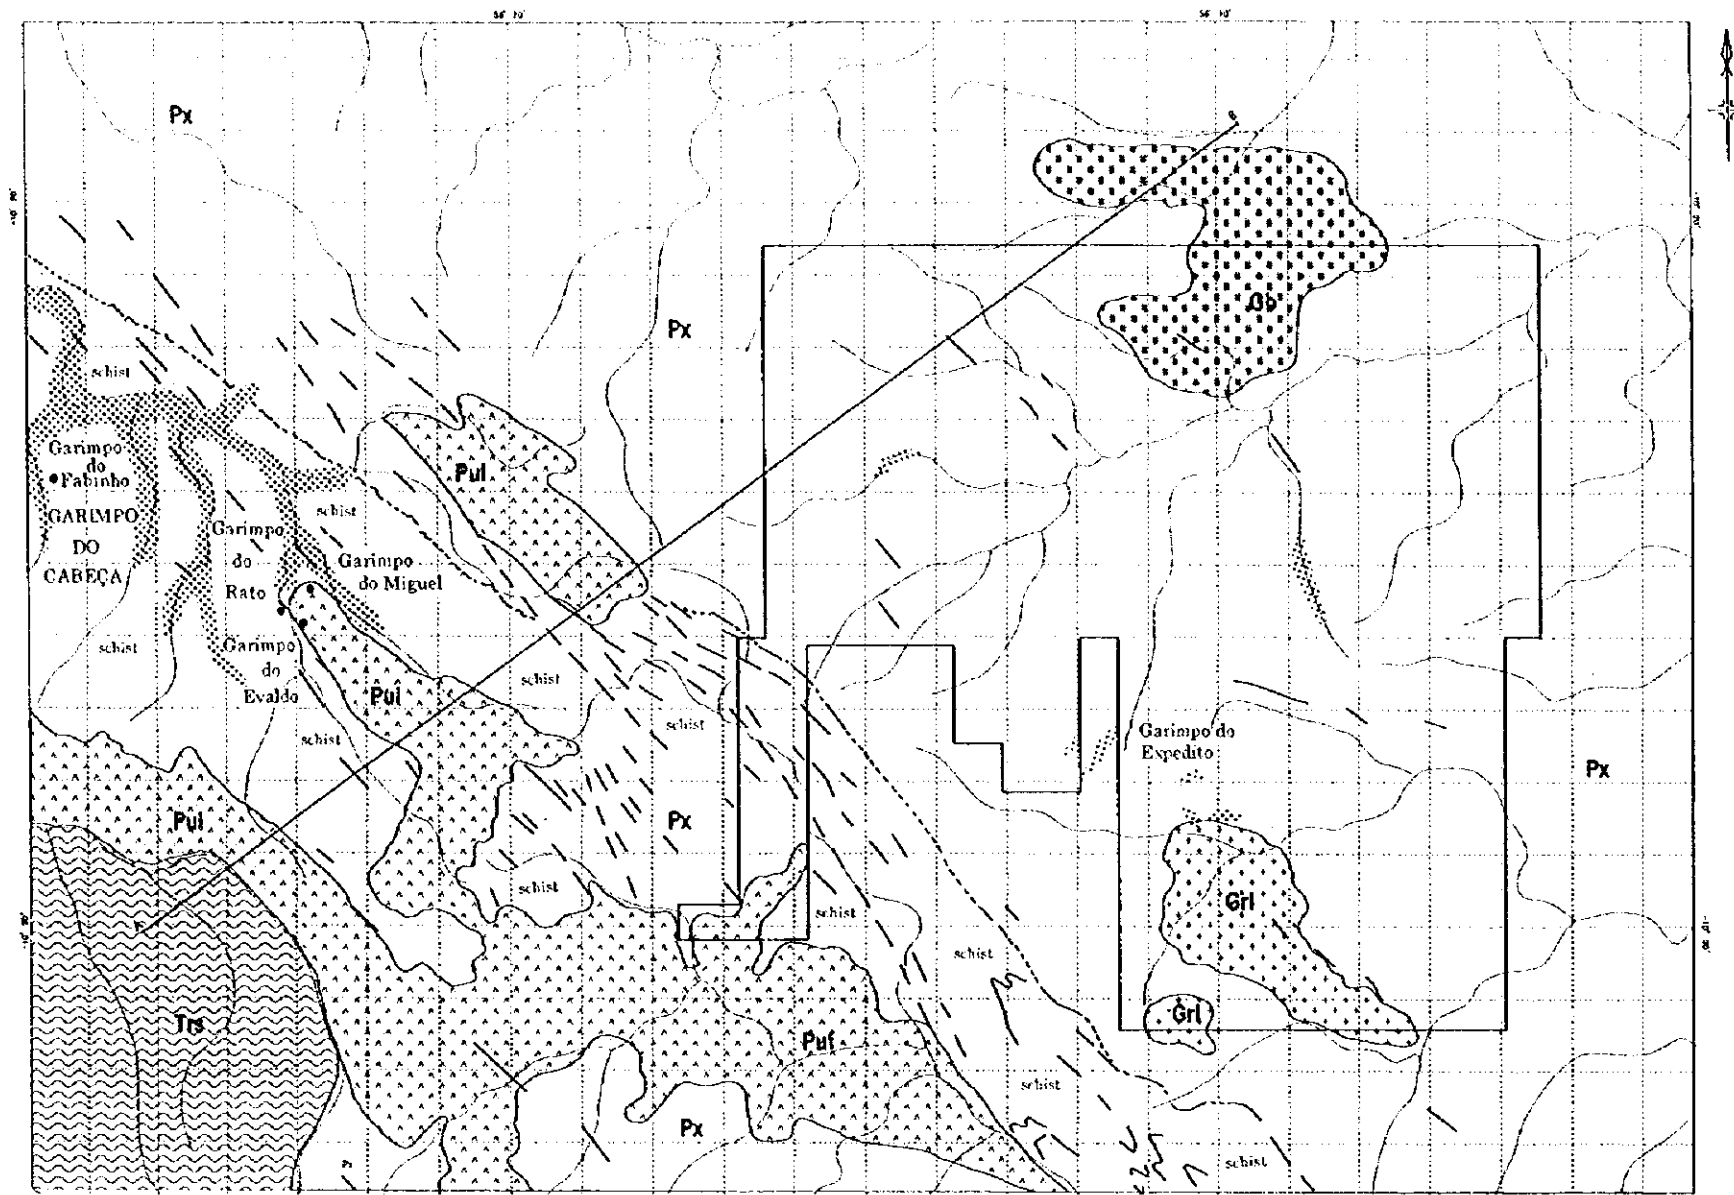 56° 10'
Px
Px
Gb
schist
Garimpo
do
Fabinho
GARIMPO
DO
CABEÇA
Pul
schist
Garimpo
do
Rato
Garimpo
do Miguel
schist
Garimpo
do
Evaldo
Pul
schist
schist
schist
Garimpo do
Expedito
Px
Pul
Px
schist
schist
Grl
schist
Trs
Grl
Puf
schist
Px
schist